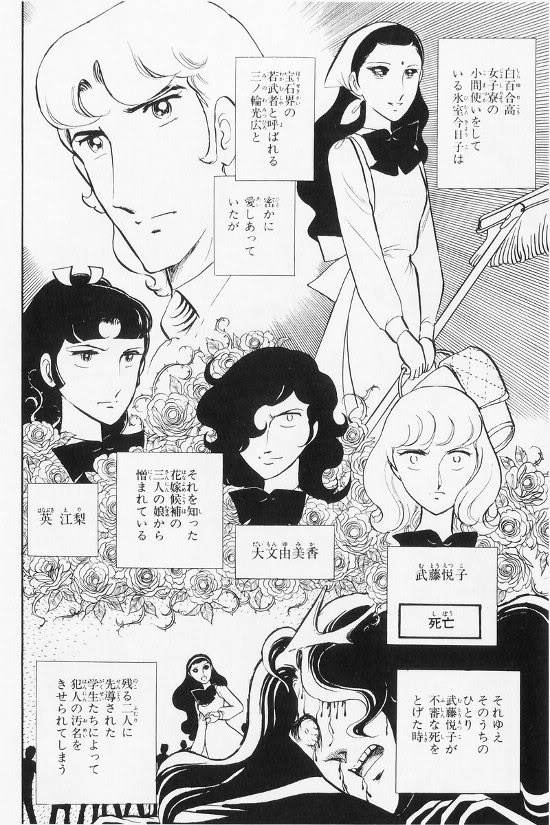 白百合高
女子寮の
小間使いをして
いる氷室今日子は
宝石界の
若武者と呼ばれる
三ノ輪光広と
密かに
愛しあって
いたが
それを知った
花嫁候補の
三人の娘から
憎まれている
武藤悦子
死亡
大文由美香
英江梨
それゆえ
そのうちの
ひとり
武藤悦子が
不審な死を
とげた時
残る二人に
先導された
学生たちによって
犯人の汚名を
きせられてしまう